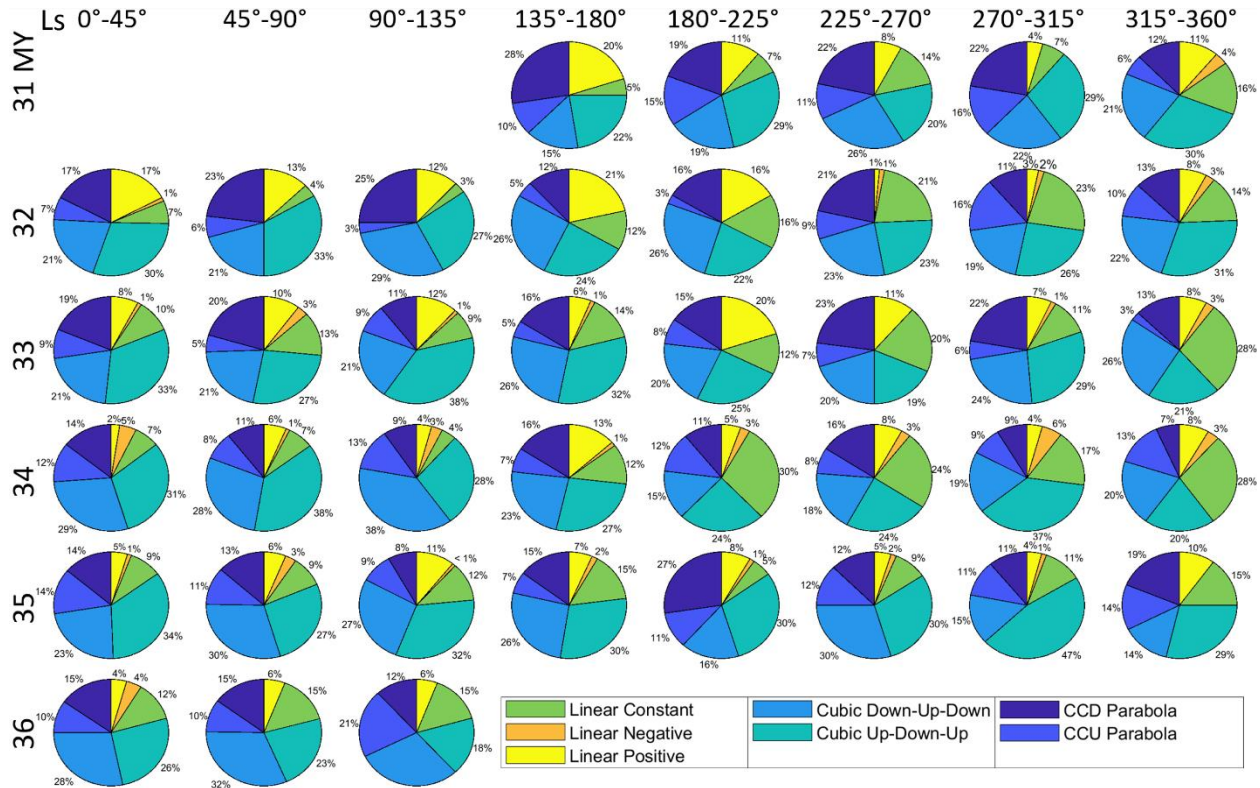 Ls 0°-45° 45°-90° 90°-135° 135°-180° 180°-225° 225°-270° 270°-315° 315°-360°
31 MY
28% 20% 5% 22% 15% 10%
19% 11% 7% 29% 19% 15%
22% 8% 14% 20% 26% 11%
22% 4% 7% 29% 22% 16%
12% 11% 4% 16% 30% 21% 6%
32
17% 17% 1% 7% 30% 21% 7%
23% 13% 4% 33% 21% 6%
25% 12% 3% 27% 29% 3%
12% 21% 12% 24% 26% 5%
16% 16% 16% 22% 26% 3%
21% 1% 1% 21% 23% 23% 9%
11% 3% 2% 23% 26% 19% 16%
13% 8% 3% 14% 31% 22% 10%
33
19% 8% 1% 10% 33% 21% 9%
20% 10% 3% 13% 27% 21% 5%
11% 12% 1% 9% 38% 21% 9%
16% 6% 1% 14% 32% 26% 5%
15% 20% 12% 25% 20% 8%
23% 11% 20% 19% 20% 7%
22% 7% 1% 11% 29% 24% 6%
13% 8% 3% 28% 21% 26% 3%
34
14% 2% 5% 7% 31% 29% 12%
11% 6% 1% 7% 38% 28% 8%
9% 4% 3% 4% 28% 38% 13%
16% 13% 1% 12% 27% 23% 7%
11% 5% 3% 30% 24% 15% 12%
16% 8% 3% 24% 24% 18% 8%
9% 4% 6% 17% 37% 19% 9%
7% 8% 3% 28% 20% 20% 13%
35
14% 5% 1% 9% 34% 23% 14%
13% 6% 3% 9% 27% 30% 11%
8% 11% < 1% 12% 32% 27% 9%
15% 7% 2% 15% 30% 26% 7%
27% 8% 1% 5% 30% 16% 11%
12% 5% 2% 9% 30% 30% 12%
11% 4% 1% 11% 47% 15% 11%
19% 10% 15% 29% 14% 14%
36
15% 4% 4% 12% 26% 28% 10%
15% 6% 15% 23% 32% 10%
12% 6% 15% 18% 21%
Linear Constant
Linear Negative
Linear Positive
Cubic Down-Up-Down
Cubic Up-Down-Up
CCD Parabola
CCU Parabola